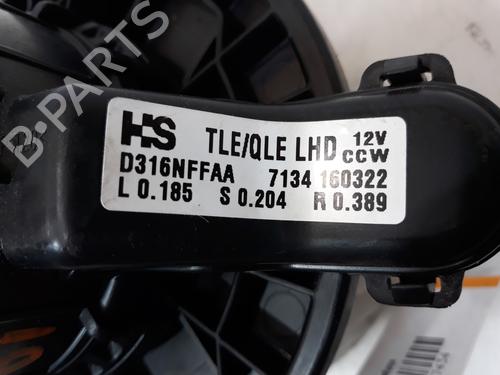 HS TLE/QLE LHD 12V CCW
D316NFFAA 7134 160322
L 0.185 S 0.204 R 0.389
B-PARTS